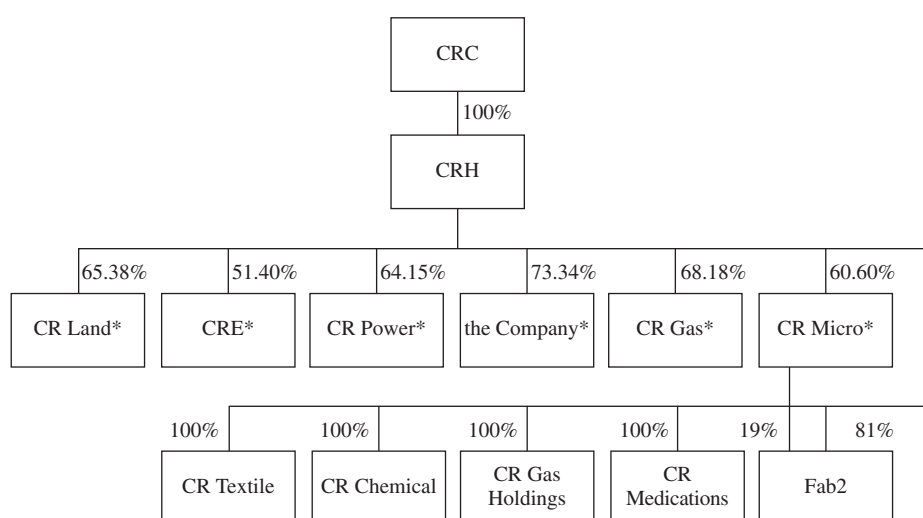 CRC
100%
CRH
65.38% 51.40% 64.15% 73.34% 68.18% 60.60%
CR Land* CRE* CR Power* the Company* CR Gas* CR Micro*
100% 100% 100% 100% 19% 81%
CR Textile CR Chemical CR Gas CR Fab2
Holdings Medications